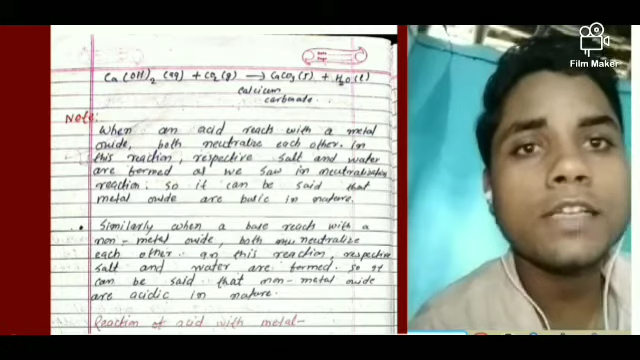 Film Maker
Ca(OH)2 (aq) + CO2(g) → CaCO3(s) + H2O(l)
calcium
carbonate.
Note:
When an acid reacts with a metal
oxide, both neutralize each other. In
this reaction, respective salt and water
are formed as we saw in neutralization
reaction. so it can be said that
metal oxide are basic in nature.
• Similarly when a base reacts with a
non-metal oxide, both neutralize
each other. In this reaction, respective
salt and water are formed. so it
can be said that non-metal oxide
are acidic in nature.
Reaction of acid with metal-